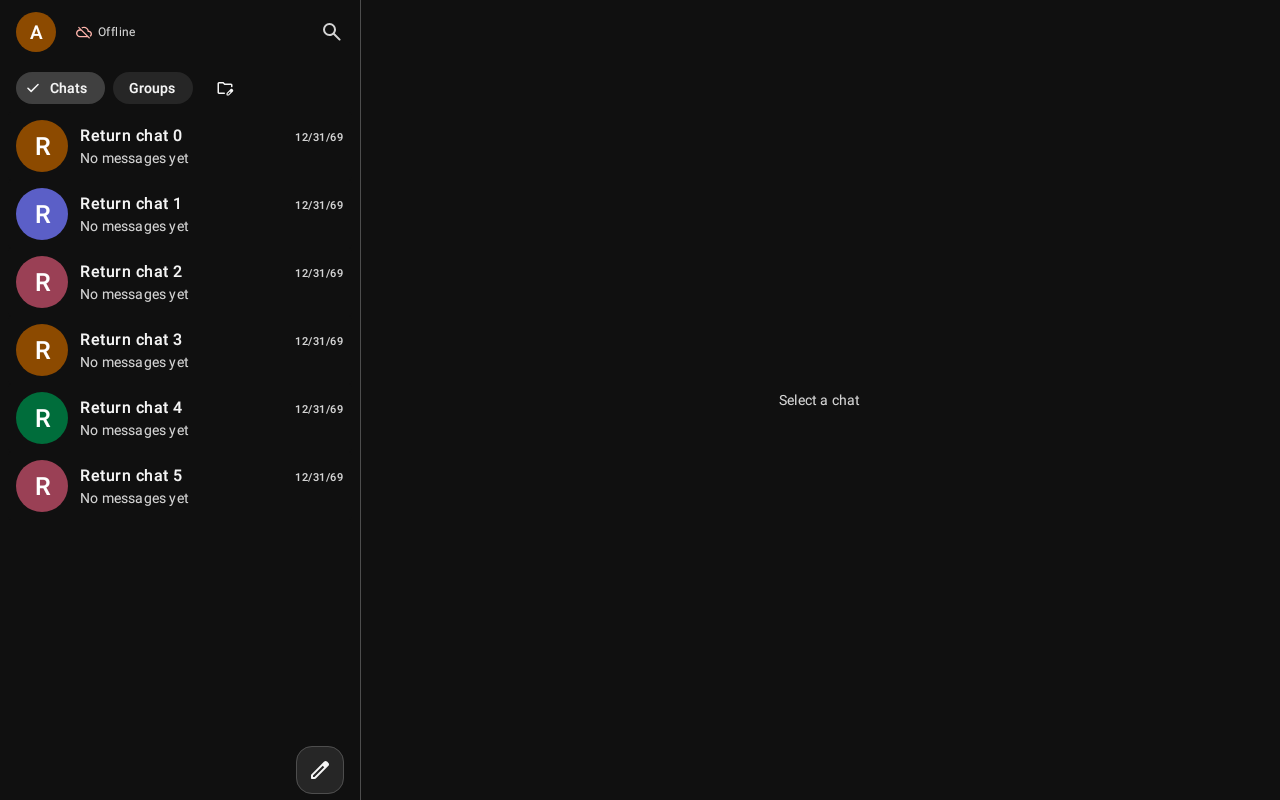 A
Offline
Chats
Groups
R
Return chat 0
12/31/69
No messages yet
R
Return chat 1
12/31/69
No messages yet
R
Return chat 2
12/31/69
No messages yet
R
Return chat 3
12/31/69
No messages yet
R
Return chat 4
12/31/69
No messages yet
R
Return chat 5
12/31/69
No messages yet
Select a chat